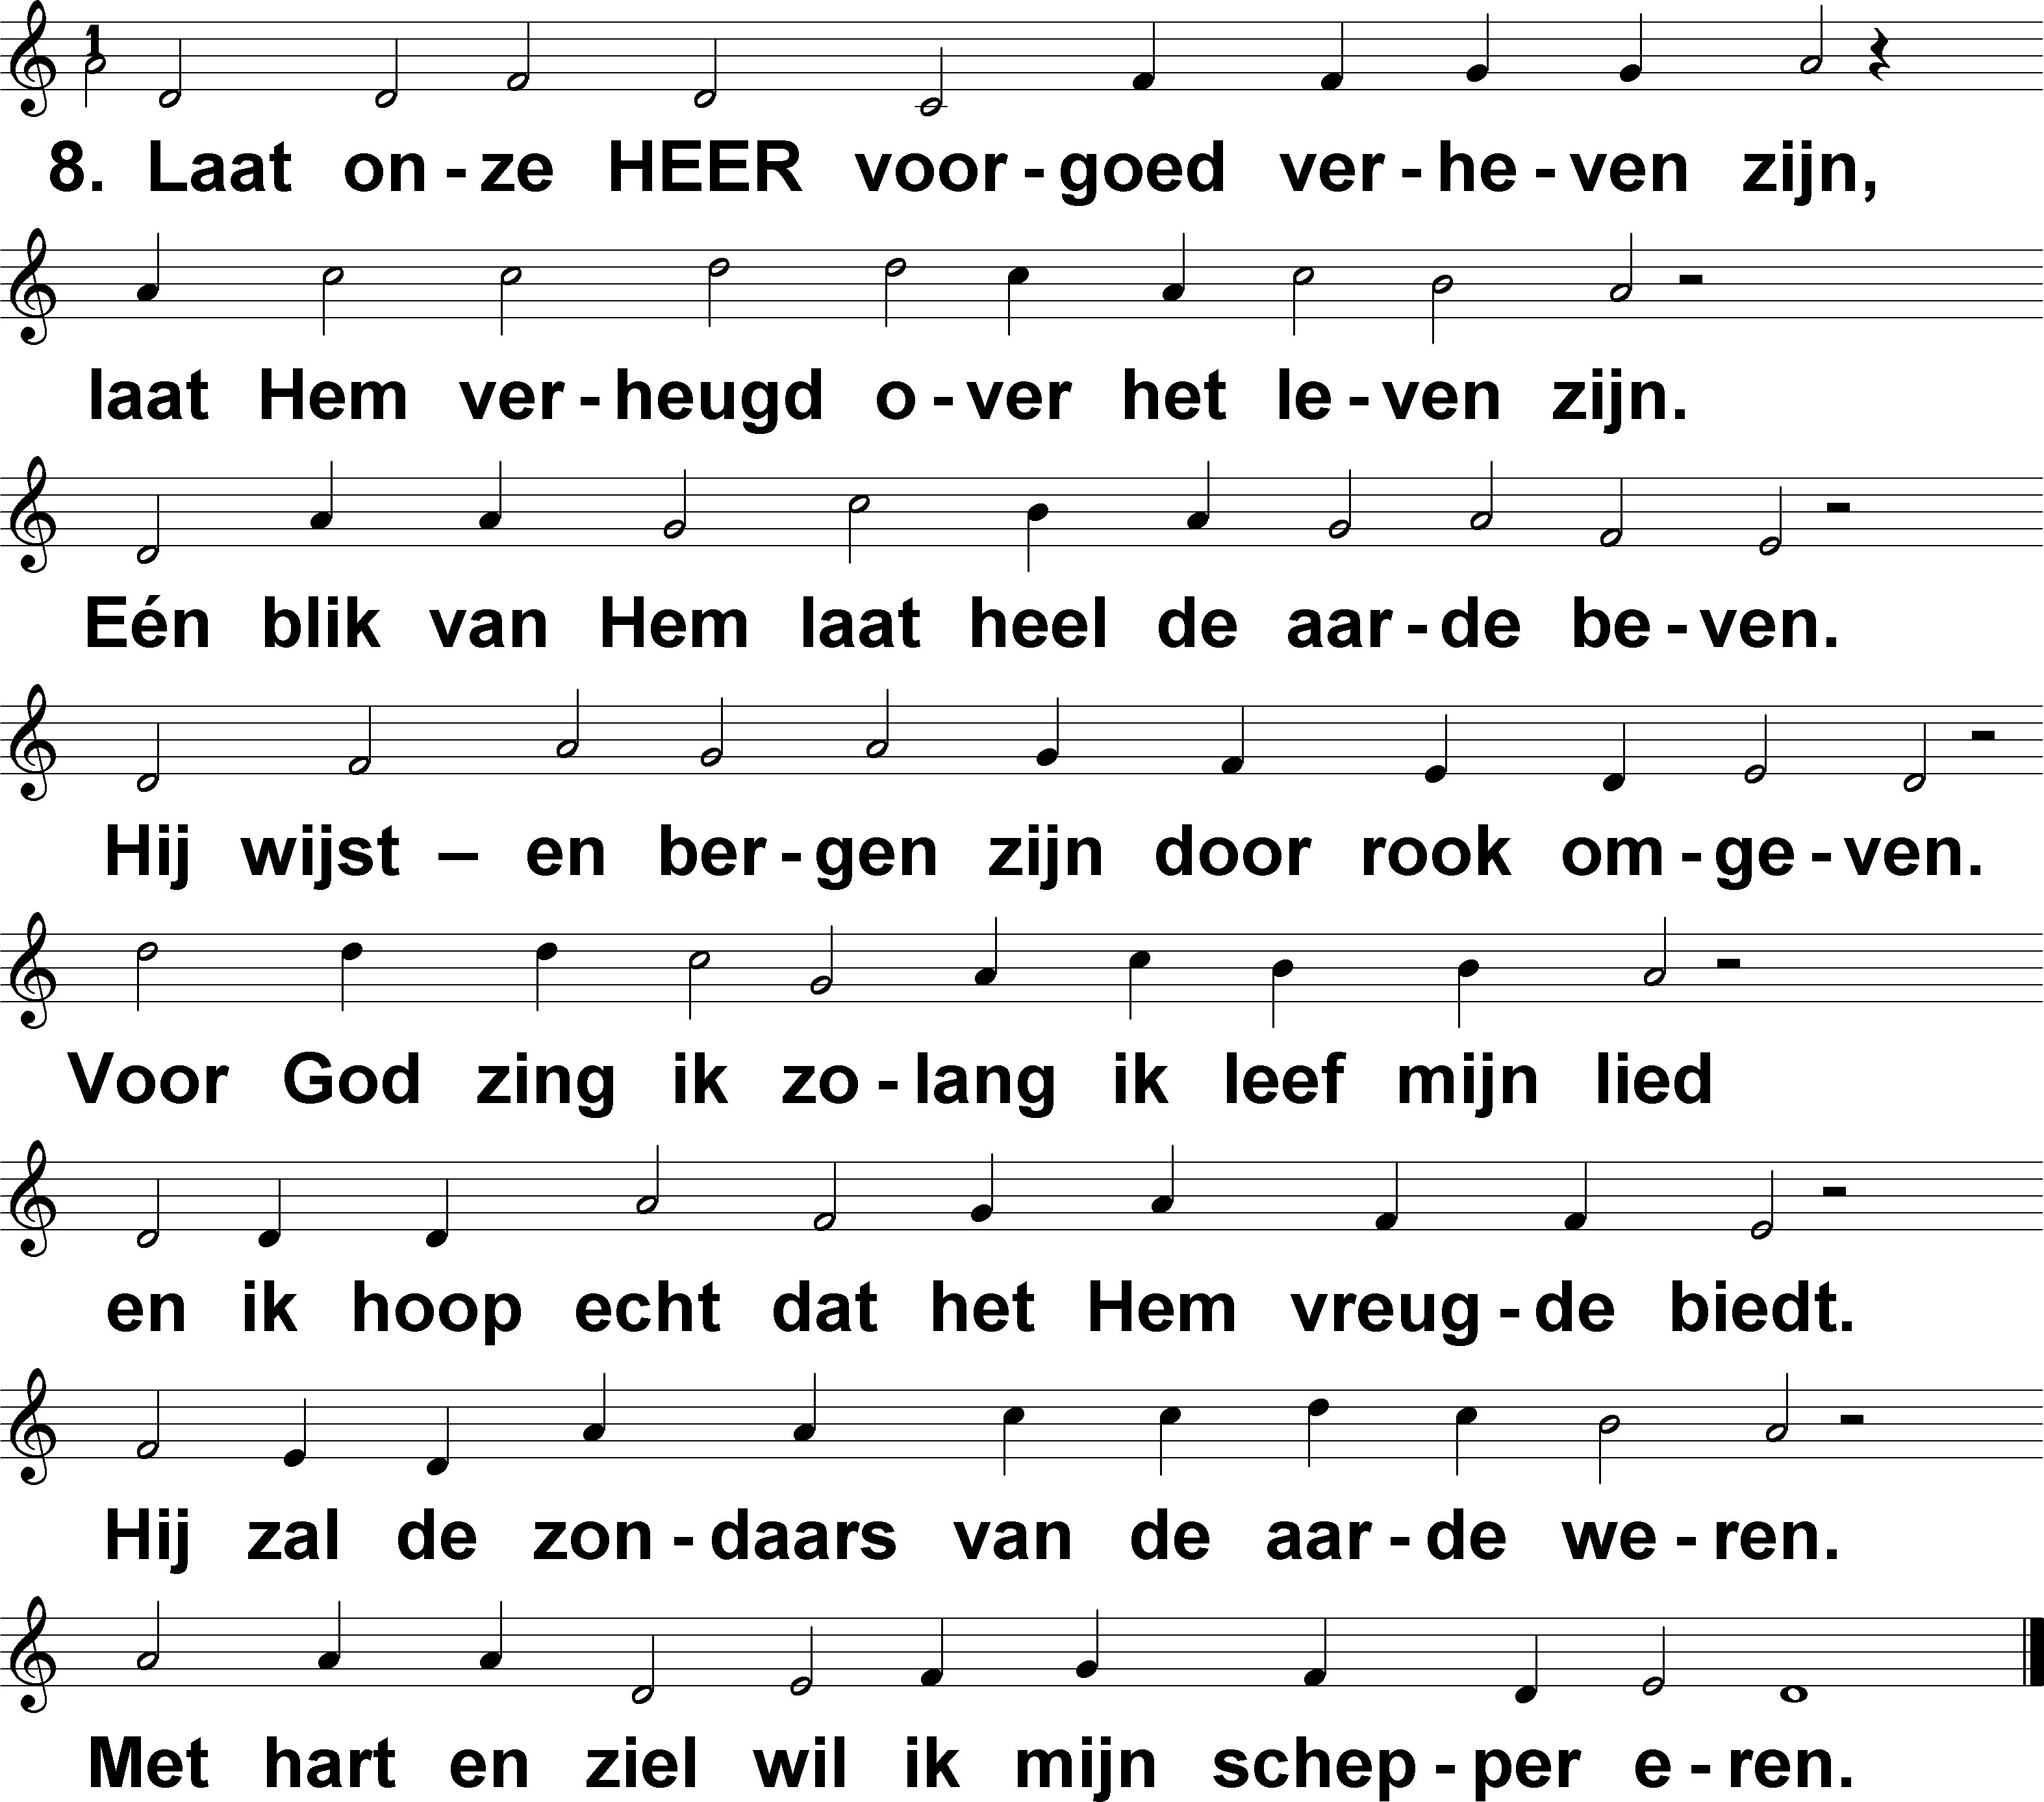 1
8. Laat on - ze HEER voor - goed ver - he - ven zijn,
laat Hem ver - heugd o - ver het le - ven zijn.
Eén blik van Hem laat heel de aar - de be - ven.
Hij wijst – en ber - gen zijn door rook om - ge - ven.
Voor God zing ik zo - lang ik leef mijn lied
en ik hoop echt dat het Hem vreug - de biedt.
Hij zal de zon - daars van de aar - de we - ren.
Met hart en ziel wil ik mijn schep - per e - ren.